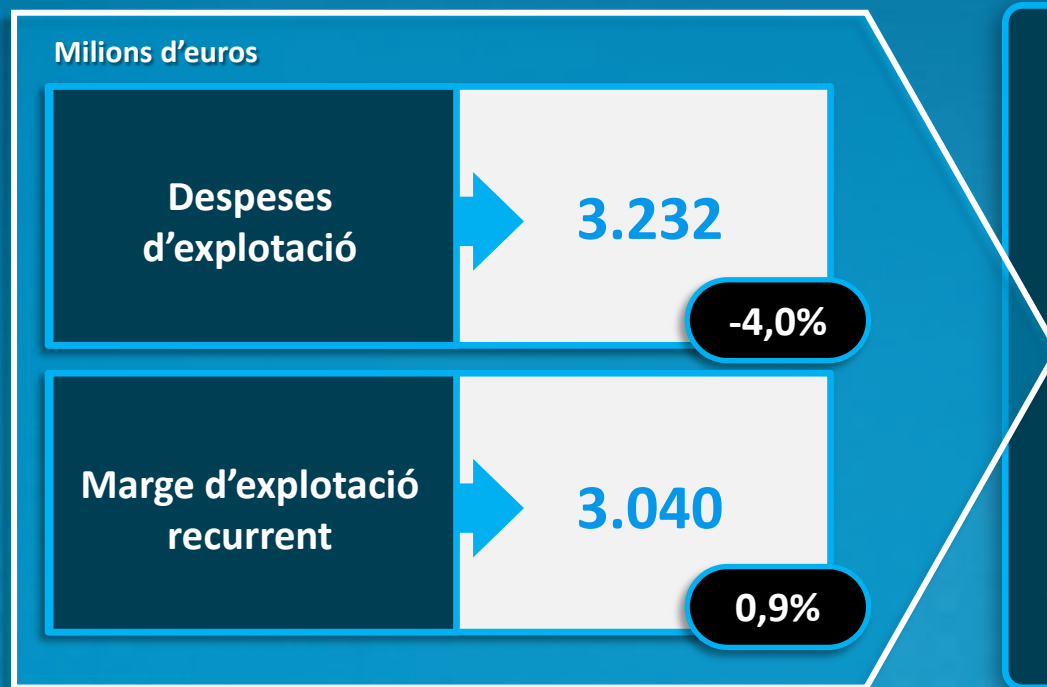 Milions d’euros
Despeses
d’explotació
3.232
-4,0%
Marge d’explotació
recurrent
3.040
0,9%